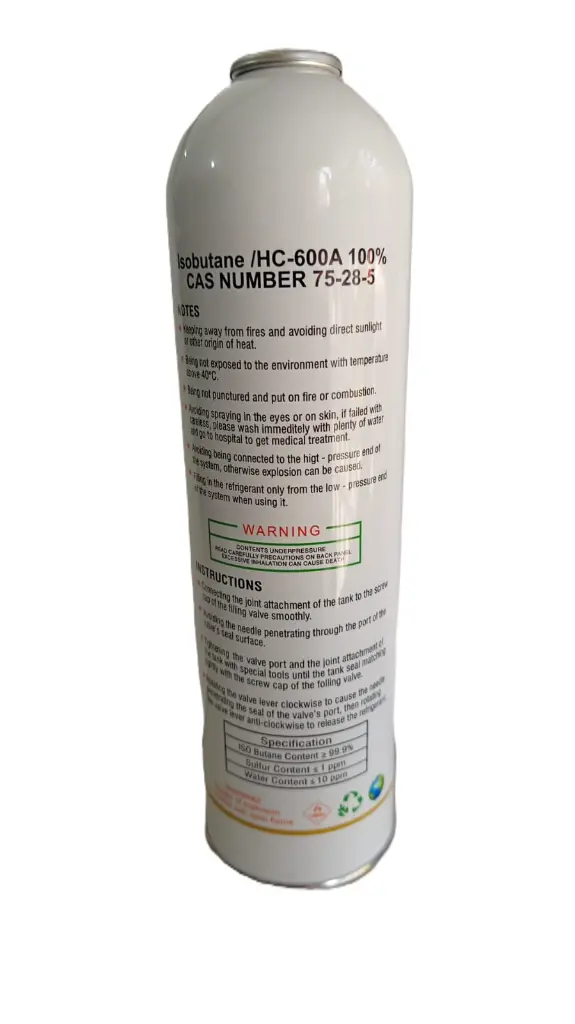 Isobutane /HC-600A 100%
CAS NUMBER 75-28-5
NOTES
Keeping away from fires and avoiding direct sunlight
or other origin of heat.
Being not exposed to the environment with temperature
above 40°C.
Being not punctured and put on fire or combustion.
Avoiding spraying in the eyes or on skin, if failed with
careless, please wash immeditely with plenty of water
and go to hospital to get medical treatment.
Avoiding being connected to the higt - pressure end of
the system, otherwise explosion can be caused.
Filling in the refrigerant only from the low - pressure end
of the system when using it.
WARNING
CONTENTS UNDERPRESSURE
READ CAREFULLY PRECAUTIONS ON BACK PANEL
EXCESSIVE INHALATION CAN CAUSE DEATH
INSTRUCTIONS
Connecting the joint attachment of the tank to the screw
cap of the filling valve smoothly.
Avoiding the needle penetrating through the port of the
valve's seal surface.
Tightening the valve port and the joint attachment of
the tank with special tools until the tank seal matching
tightly with the screw cap of the folling valve.
the valve lever clockwise to cause the needle
penetrating the seal of the valve's port, then rotating
the valve lever anti-clockwise to release the refrigerant.
Specification
ISO Butane Content ≥ 99.9%
Sulfur Content ≤ 1 ppm
Water Content ≤ 10 ppm